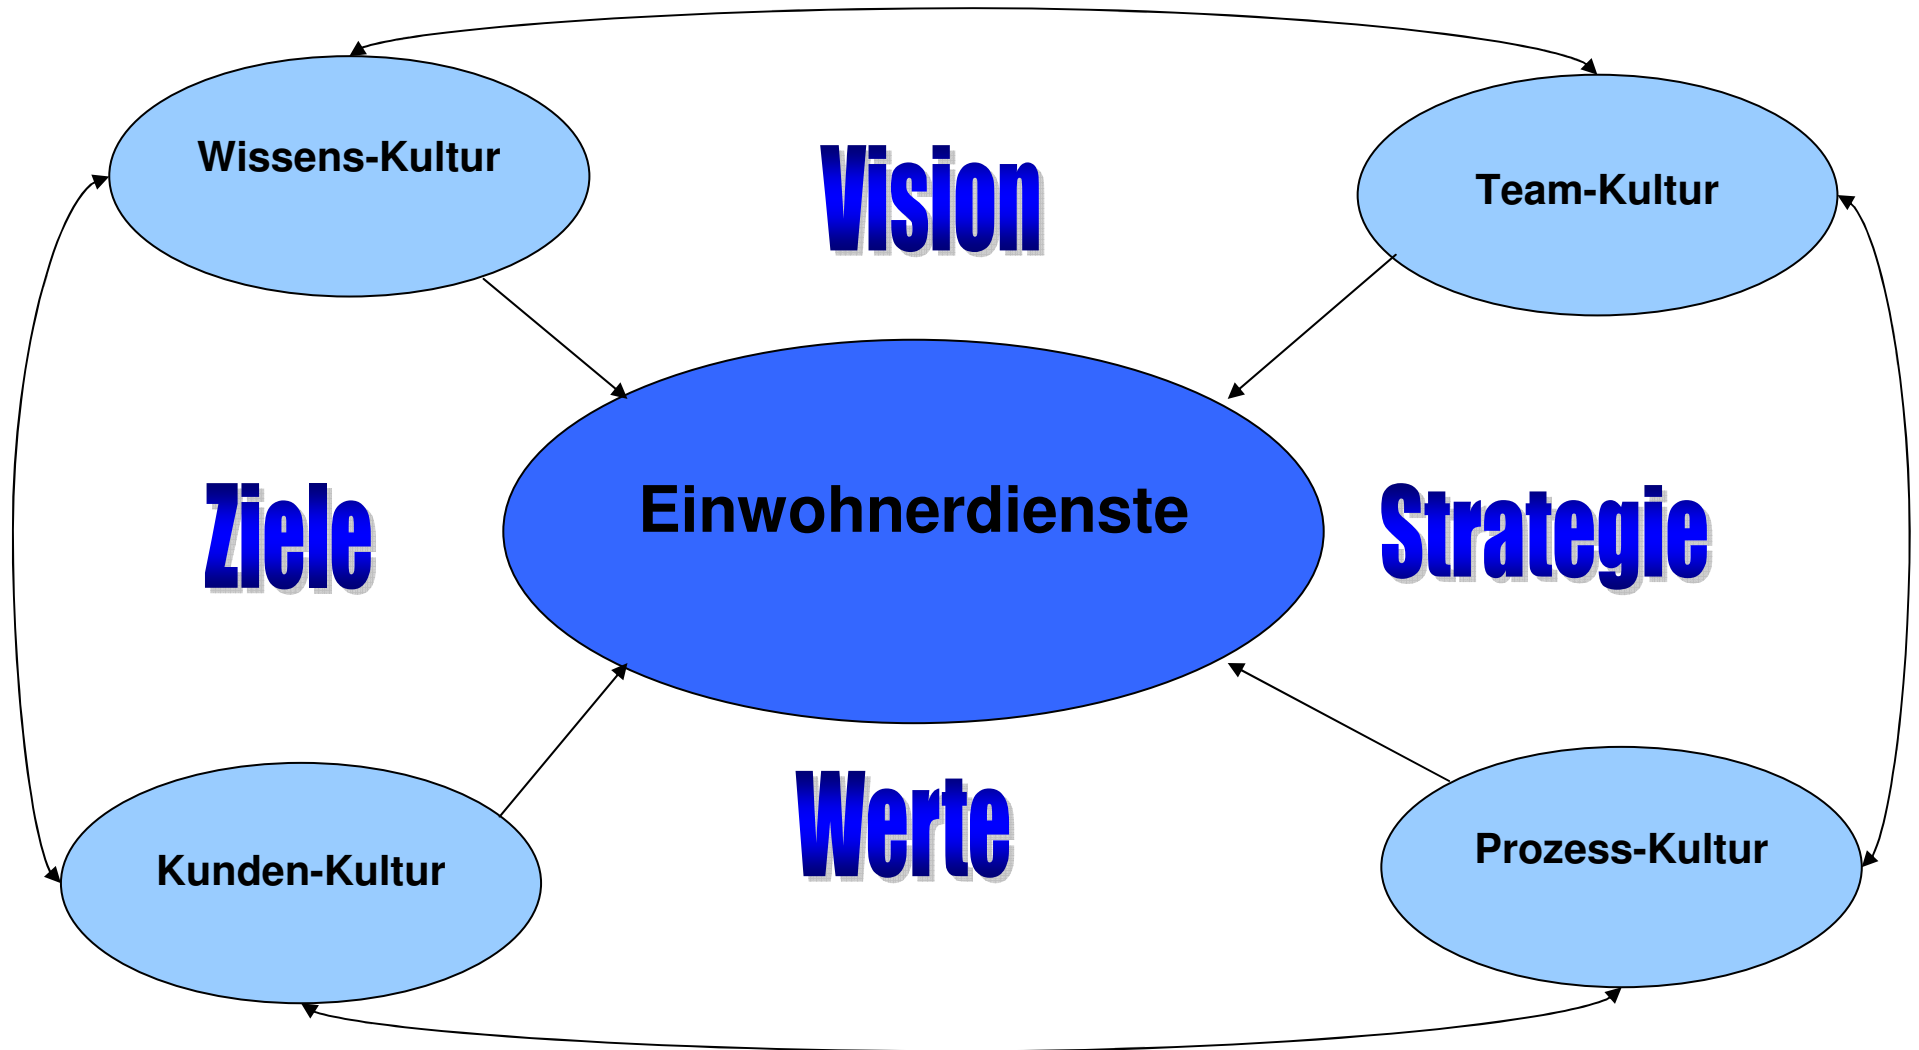 Wissens-Kultur
Vision
Team-Kultur
Ziele
Einwohnerdienste
Strategie
Werte
Kunden-Kultur
Prozess-Kultur